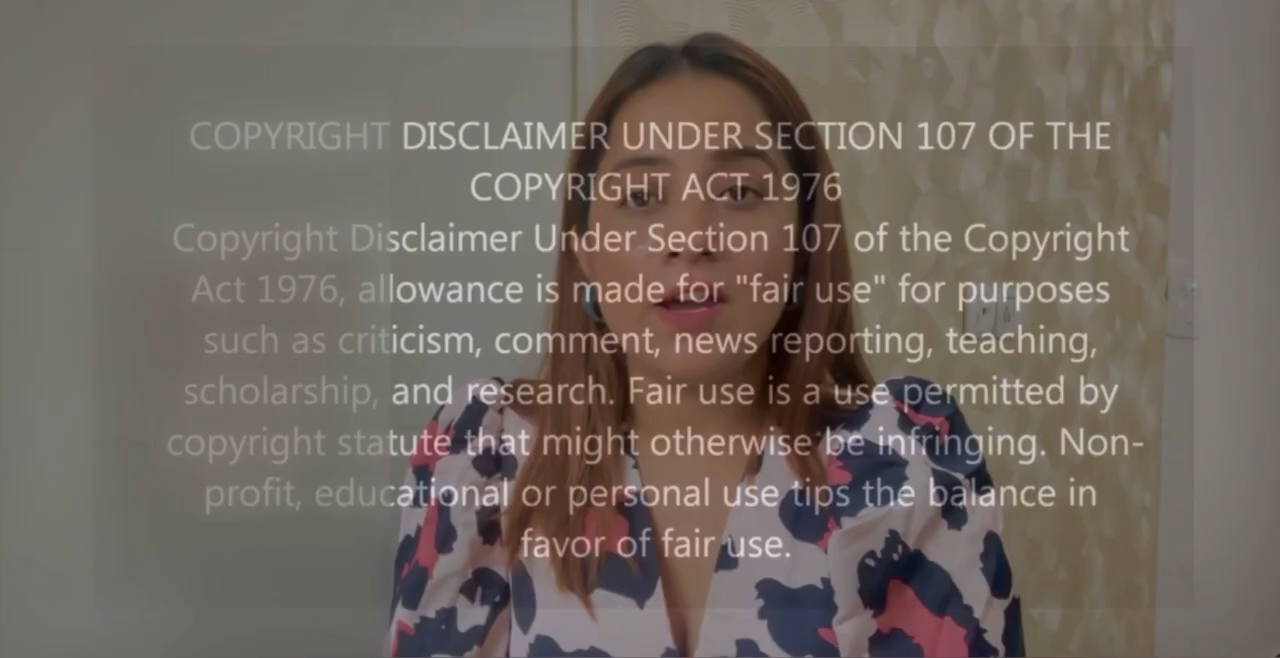 COPYRIGHT DISCLAIMER UNDER SECTION 107 OF THE
COPYRIGHT ACT 1976
Copyright Disclaimer Under Section 107 of the Copyright
Act 1976, allowance is made for "fair use" for purposes
such as criticism, comment, news reporting, teaching,
scholarship, and research. Fair use is a use permitted by
copyright statute that might otherwise be infringing. Non-
profit, educational or personal use tips the balance in
favor of fair use.